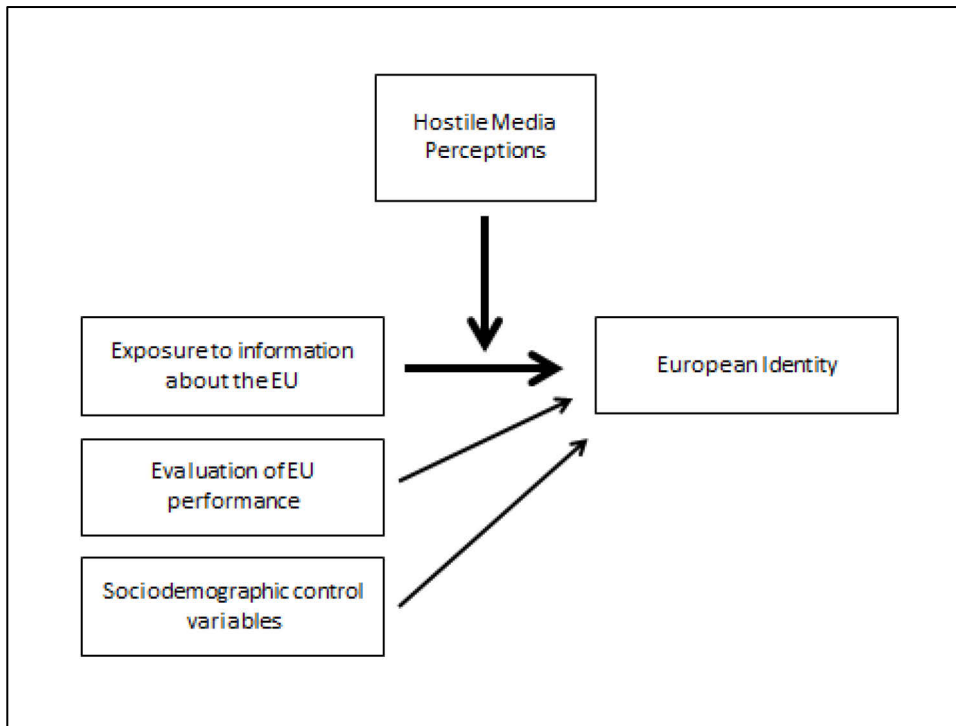 Hostile Media
Perceptions
Exposure to information
about the EU
European Identity
Evaluation of EU
performance
Sociodemographic control
variables